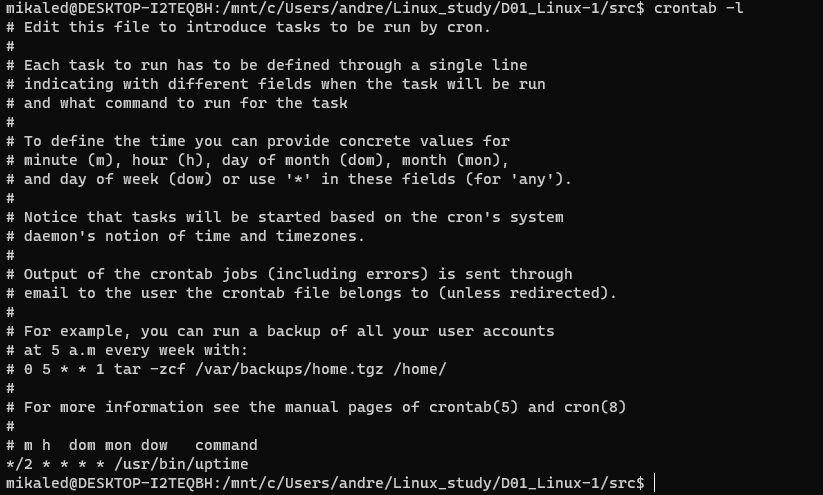 mikaled@DESKTOP-I2TEQBH:/mnt/c/Users/andre/Linux_study/D01_Linux-1/src$ crontab -l
# Edit this file to introduce tasks to be run by cron.
#
# Each task to run has to be defined through a single line
# indicating with different fields when the task will be run
# and what command to run for the task
#
# To define the time you can provide concrete values for
# minute (m), hour (h), day of month (dom), month (mon),
# and day of week (dow) or use '*' in these fields (for 'any').
#
# Notice that tasks will be started based on the cron's system
# daemon's notion of time and timezones.
#
# Output of the crontab jobs (including errors) is sent through
# email to the user the crontab file belongs to (unless redirected).
#
# For example, you can run a backup of all your user accounts
# at 5 a.m every week with:
# 0 5 * * 1 tar -zcf /var/backups/home.tgz /home/
#
# For more information see the manual pages of crontab(5) and cron(8)
#
# m h  dom mon dow   command
*/2 * * * * /usr/bin/uptime
mikaled@DESKTOP-I2TEQBH:/mnt/c/Users/andre/Linux_study/D01_Linux-1/src$